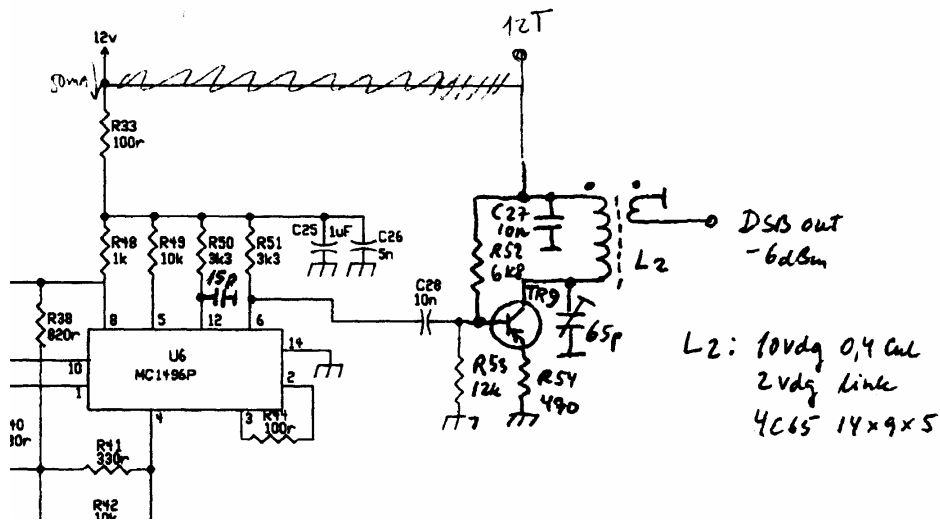 12T
12v
50mA
R33
100r
R48
1k
R49
10k
R50
3k3
R51
3k3
C25
1uF
C26
5n
15p
C28
10n
C27
10n
R52
6k8
TR9
65p
L2
DSB out
-6dBm
R38
820r
8
5
12
6
U6
MC1496P
14
10
2
1
4
3
R44
100r
R53
12k
R54
470
R41
330r
R42
10k
L2: 10vdg 0,4 CuL
2vdg link
4C65 14x9x5